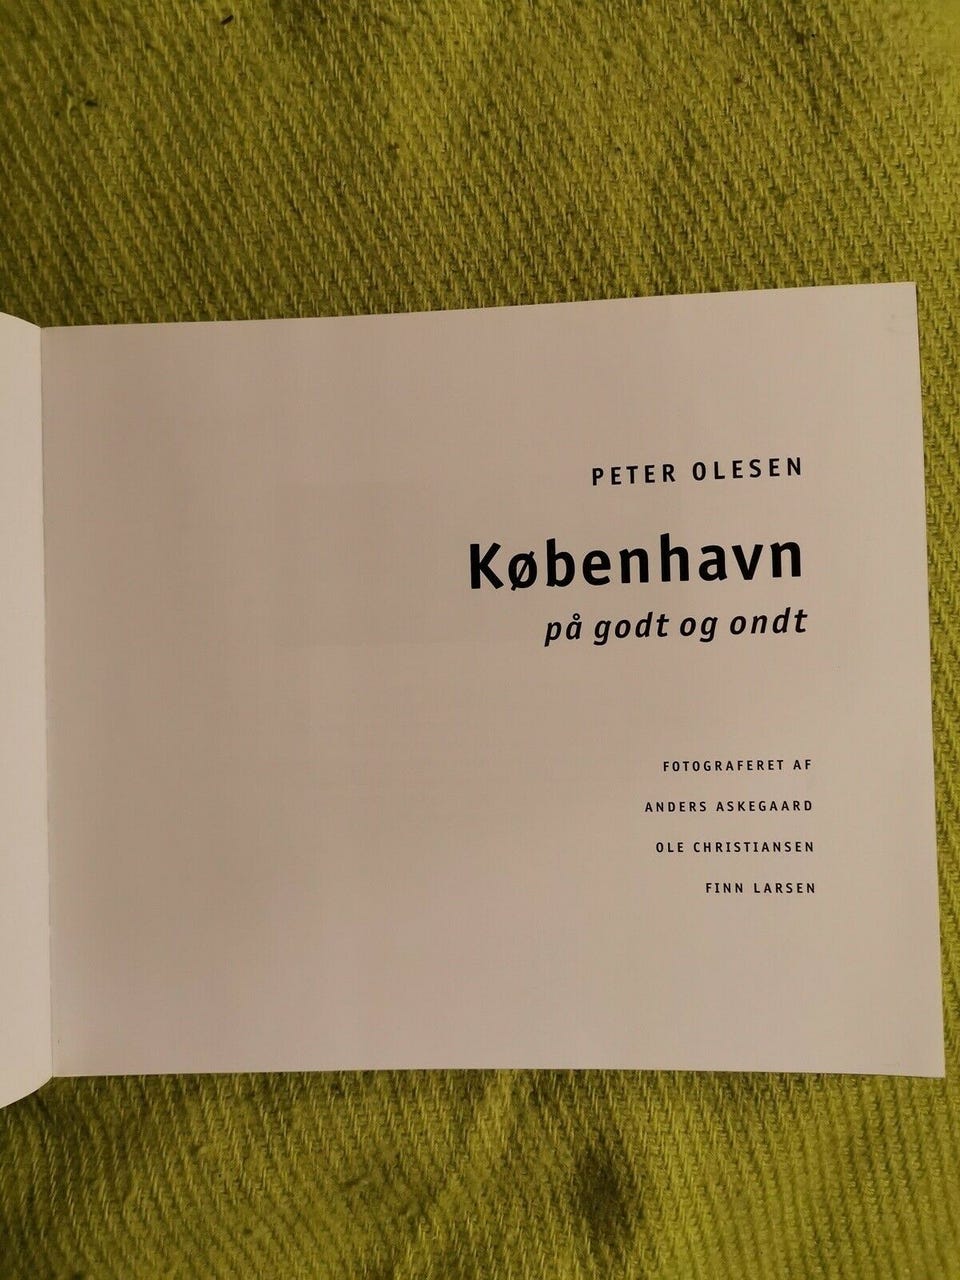 PETER OLESEN
København
på godt og ondt
FOTOGRAFERET AF
ANDERS ASKEGAARD
OLE CHRISTIANSEN
FINN LARSEN